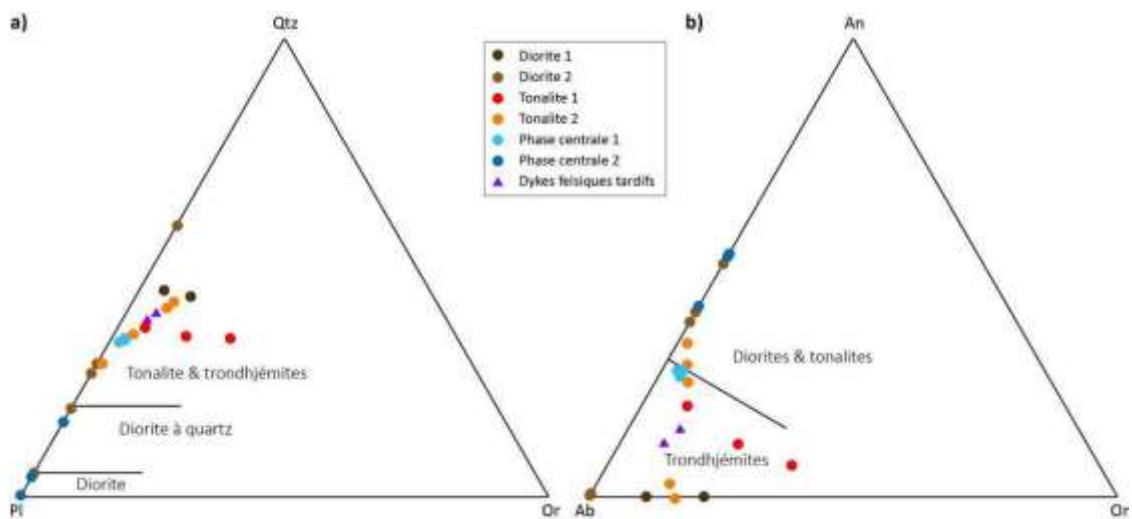 a)
Qtz
Diorite 1
Diorite 2
Tonalite 1
Tonalite 2
Phase centrale 1
Phase centrale 2
Dykes felsiques tardifs
Tonalite & trondhjémites
Diorite à quartz
Diorite
Pl
Or
b)
An
Diorites & tonalites
Trondhjémites
Ab
Or